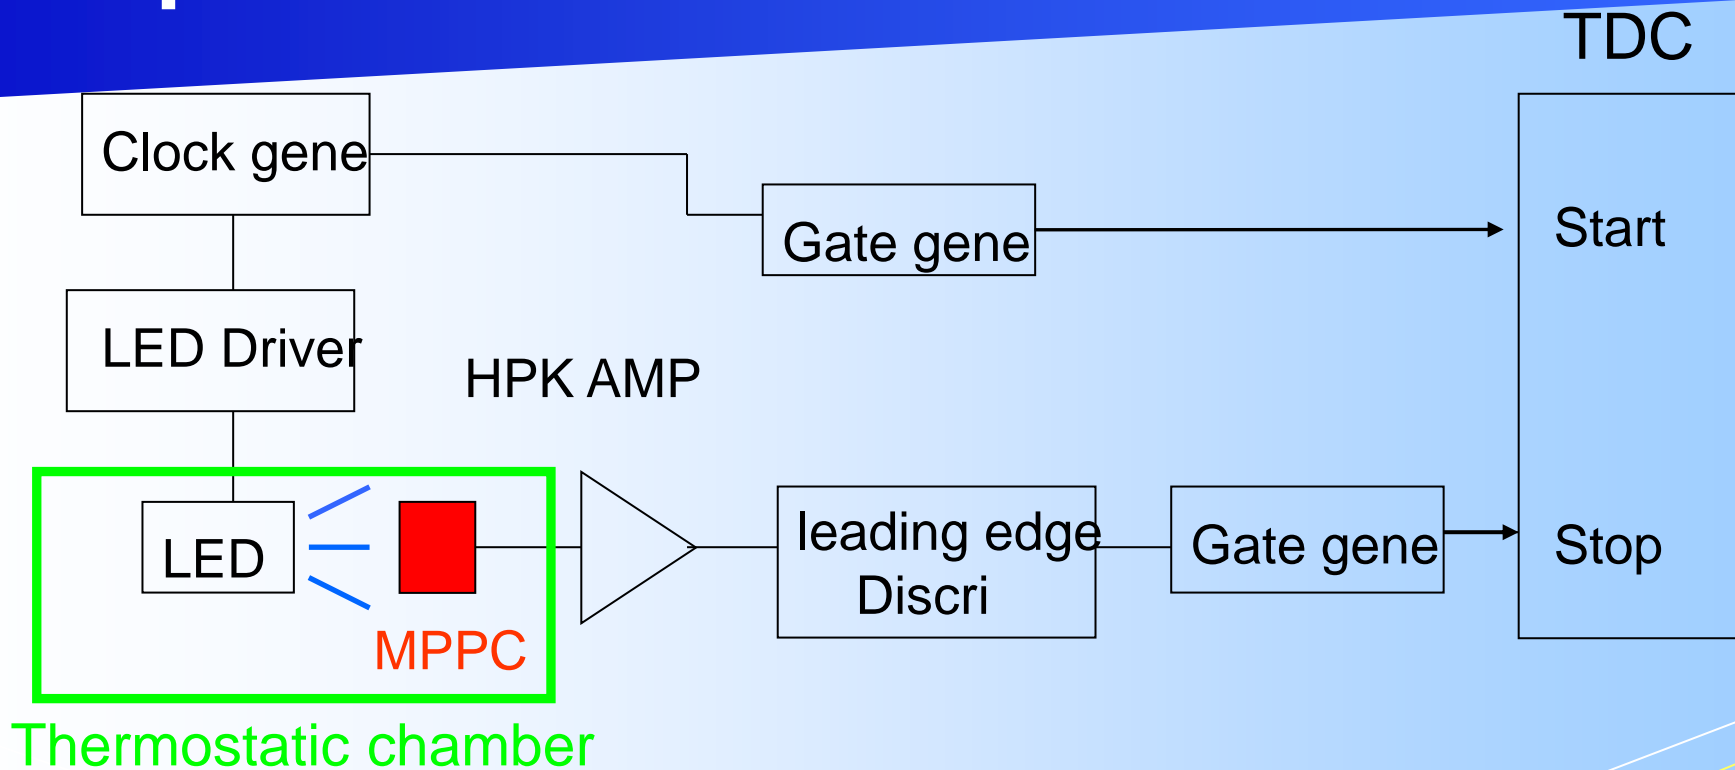 TDC
Clock gene
Gate gene
Start
LED Driver
HPK AMP
LED
leading edge
Discri
Gate gene
Stop
MPPC
Thermostatic chamber